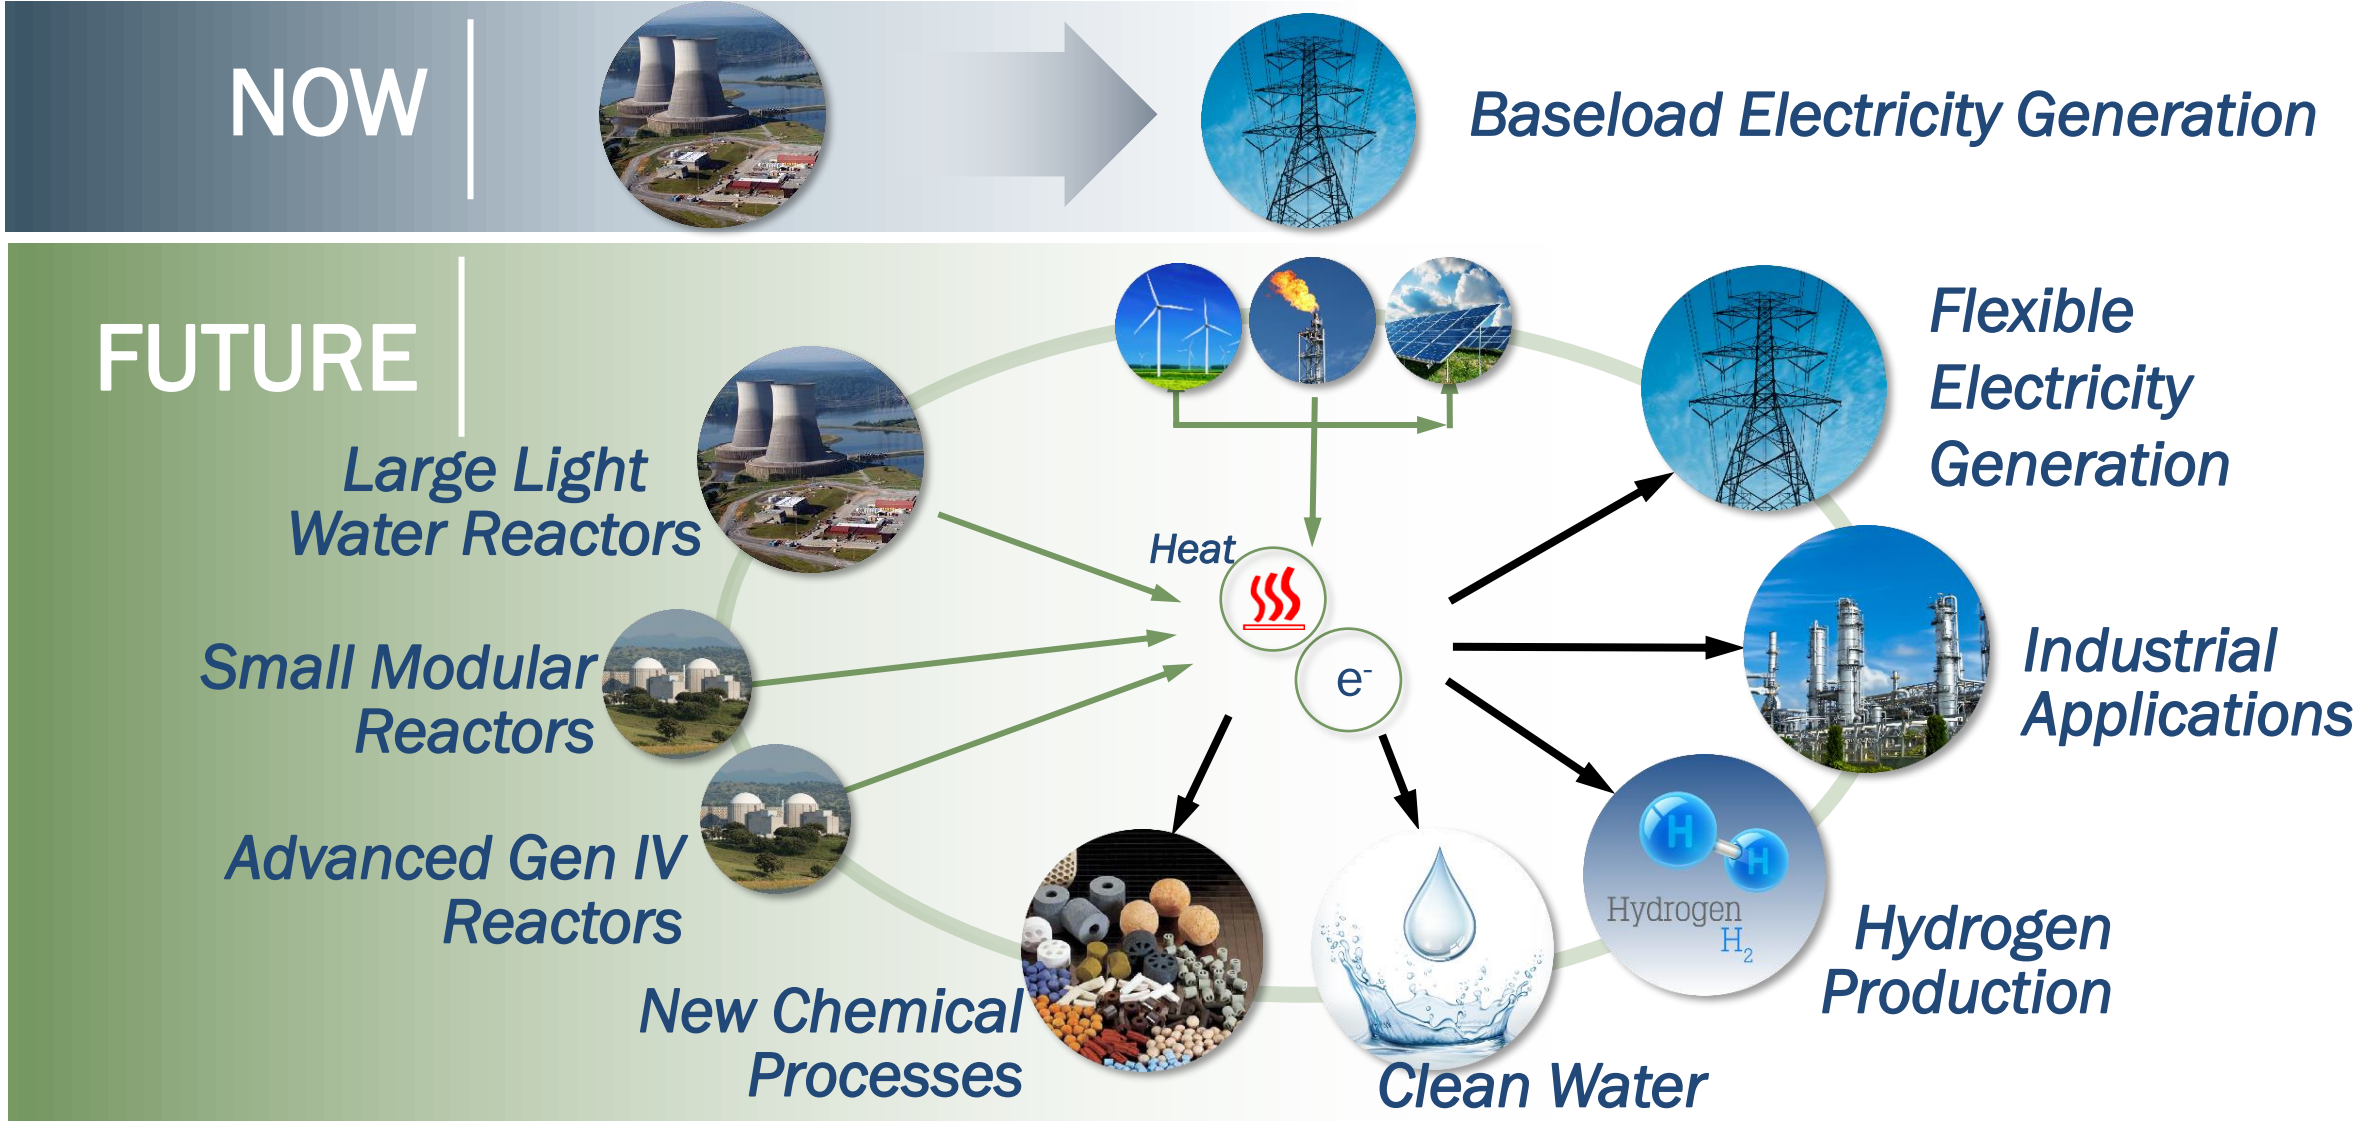 NOW
Baseload Electricity Generation
FUTURE
Flexible
Electricity
Generation
Large Light
Water Reactors
Heat
e-
Small Modular
Reactors
Industrial
Applications
Advanced Gen IV
Reactors
H
H
Hydrogen
H2
Hydrogen
Production
New Chemical
Processes
Clean Water